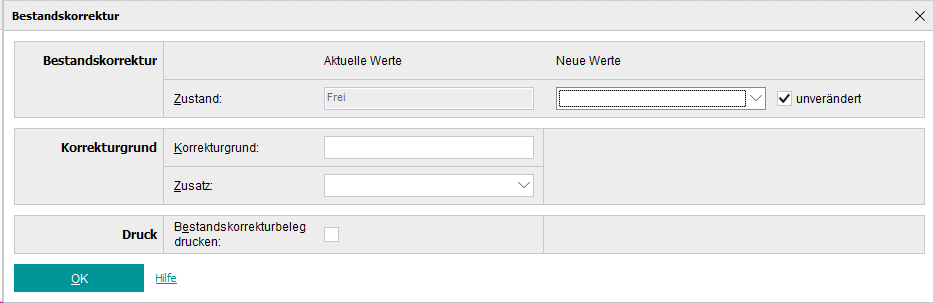 Bestandskorrektur
Bestandskorrektur Aktuelle Werte Neue Werte
Zustand: Frei unverändert
Korrekturgrund Korrekturgrund:
Zusatz:
Druck Bestandskorrekturbeleg
drucken:
OK Hilfe